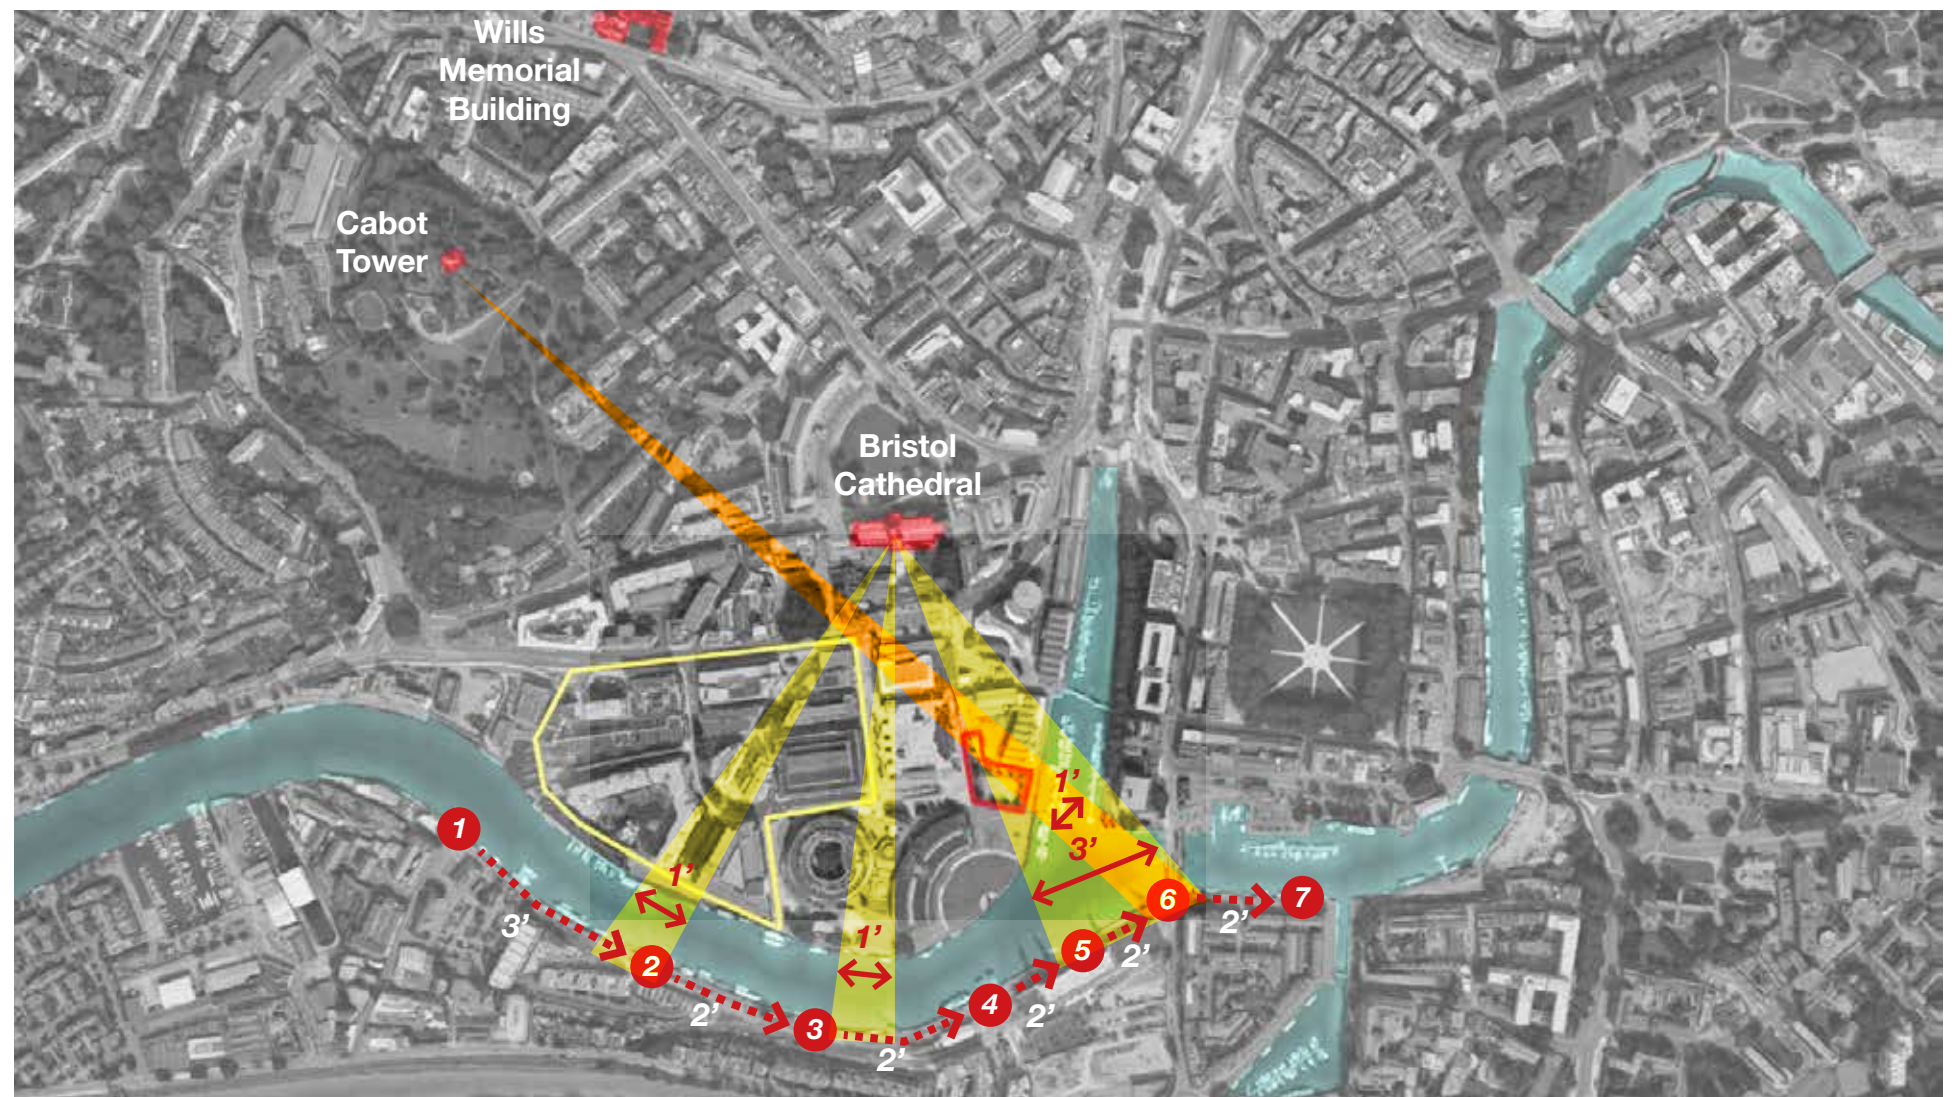 Wills
Memorial
Building
Cabot
Tower
Bristol
Cathedral
1’
3’
1
1’
6
7
2’
3’
1’
5
2’
2
2’
4
2’
3
2’